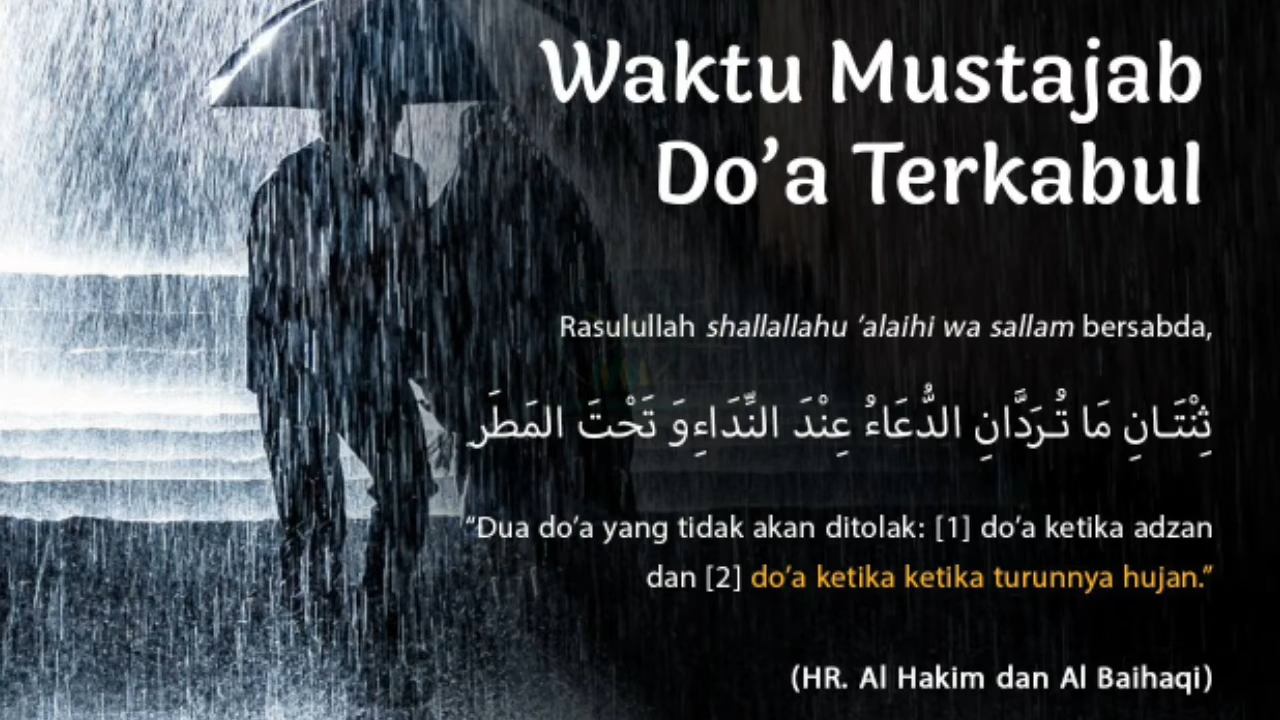 Waktu Mustajab
Do’a Terkabul
Rasulullah shallallahu ‘alaihi wa sallam bersabda,
ثِنْتَـانِ مَا تُـرَدَّانِ الدُّعَاءُ عِنْدَ النِّدَاءِوَ تَحْتَ المَطَرِ
“Dua do’a yang tidak akan ditolak: [1] do’a ketika adzan
dan [2] do’a ketika ketika turunnya hujan.”
(HR. Al Hakim dan Al Baihaqi)